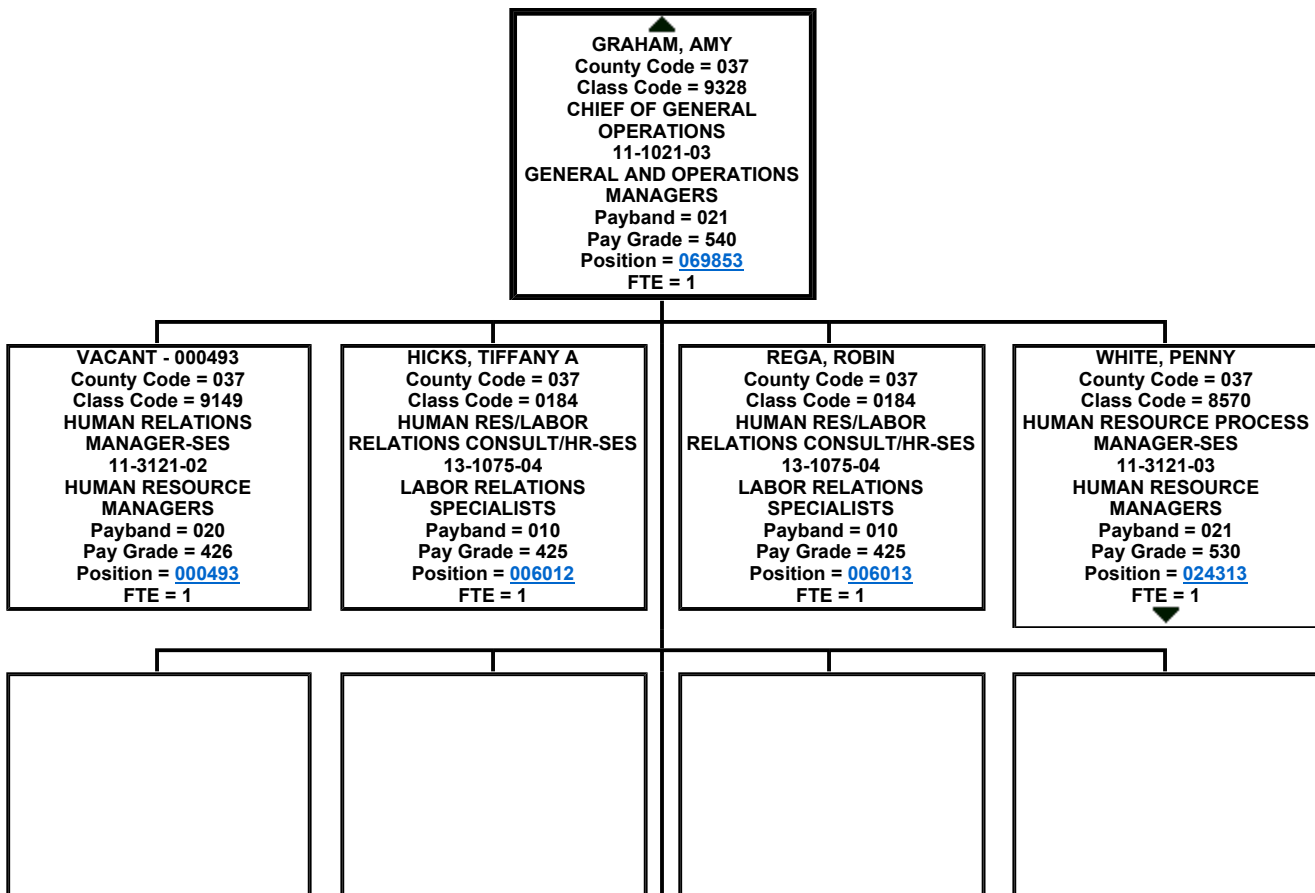 GRAHAM, AMY
County Code = 037
Class Code = 9328
CHIEF OF GENERAL
OPERATIONS
11-1021-03
GENERAL AND OPERATIONS
MANAGERS
Payband = 021
Pay Grade = 540
Position = 069853
FTE = 1
VACANT - 000493
County Code = 037
Class Code = 9149
HUMAN RELATIONS
MANAGER-SES
11-3121-02
HUMAN RESOURCE
MANAGERS
Payband = 020
Pay Grade = 426
Position = 000493
FTE = 1
HICKS, TIFFANY A
County Code = 037
Class Code = 0184
HUMAN RES/LABOR
RELATIONS CONSULT/HR-SES
13-1075-04
LABOR RELATIONS
SPECIALISTS
Payband = 010
Pay Grade = 425
Position = 006012
FTE = 1
REGA, ROBIN
County Code = 037
Class Code = 0184
HUMAN RES/LABOR
RELATIONS CONSULT/HR-SES
13-1075-04
LABOR RELATIONS
SPECIALISTS
Payband = 010
Pay Grade = 425
Position = 006013
FTE = 1
WHITE, PENNY
County Code = 037
Class Code = 8570
HUMAN RESOURCE PROCESS
MANAGER-SES
11-3121-03
HUMAN RESOURCE
MANAGERS
Payband = 021
Pay Grade = 530
Position = 024313
FTE = 1